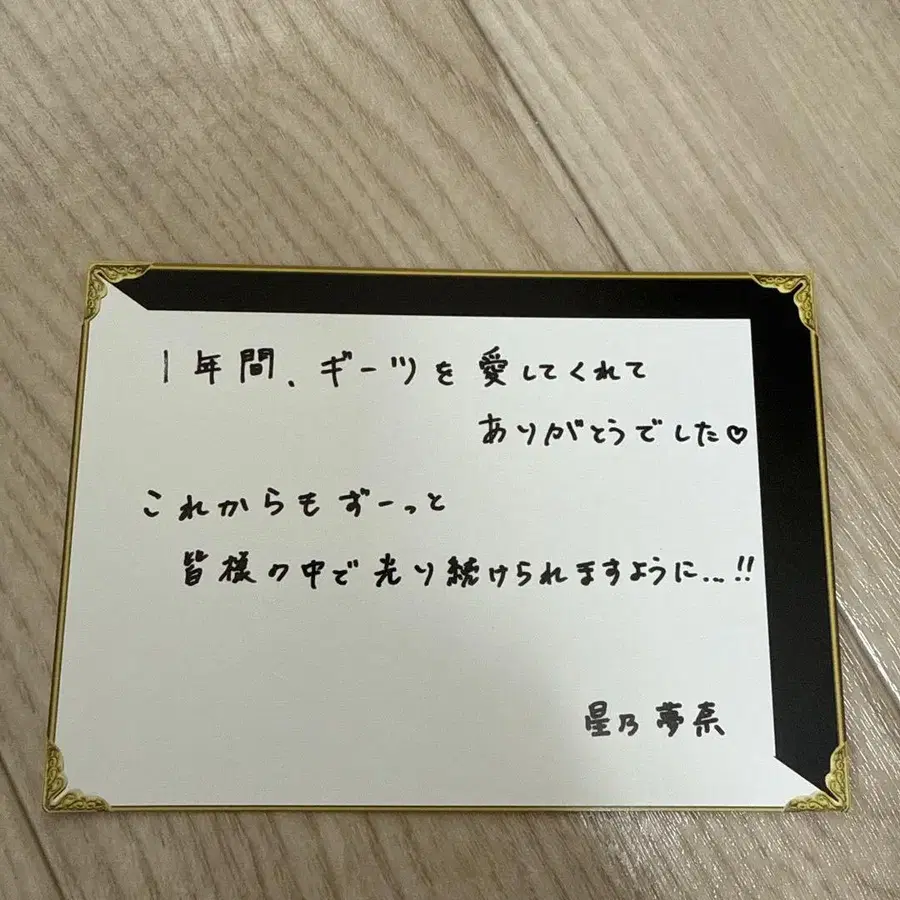 1年間、ギーツを愛してくれて
ありがとうでした♡
これからもずーっと
皆様の中で光り続けられますように…!!
星乃夢奈